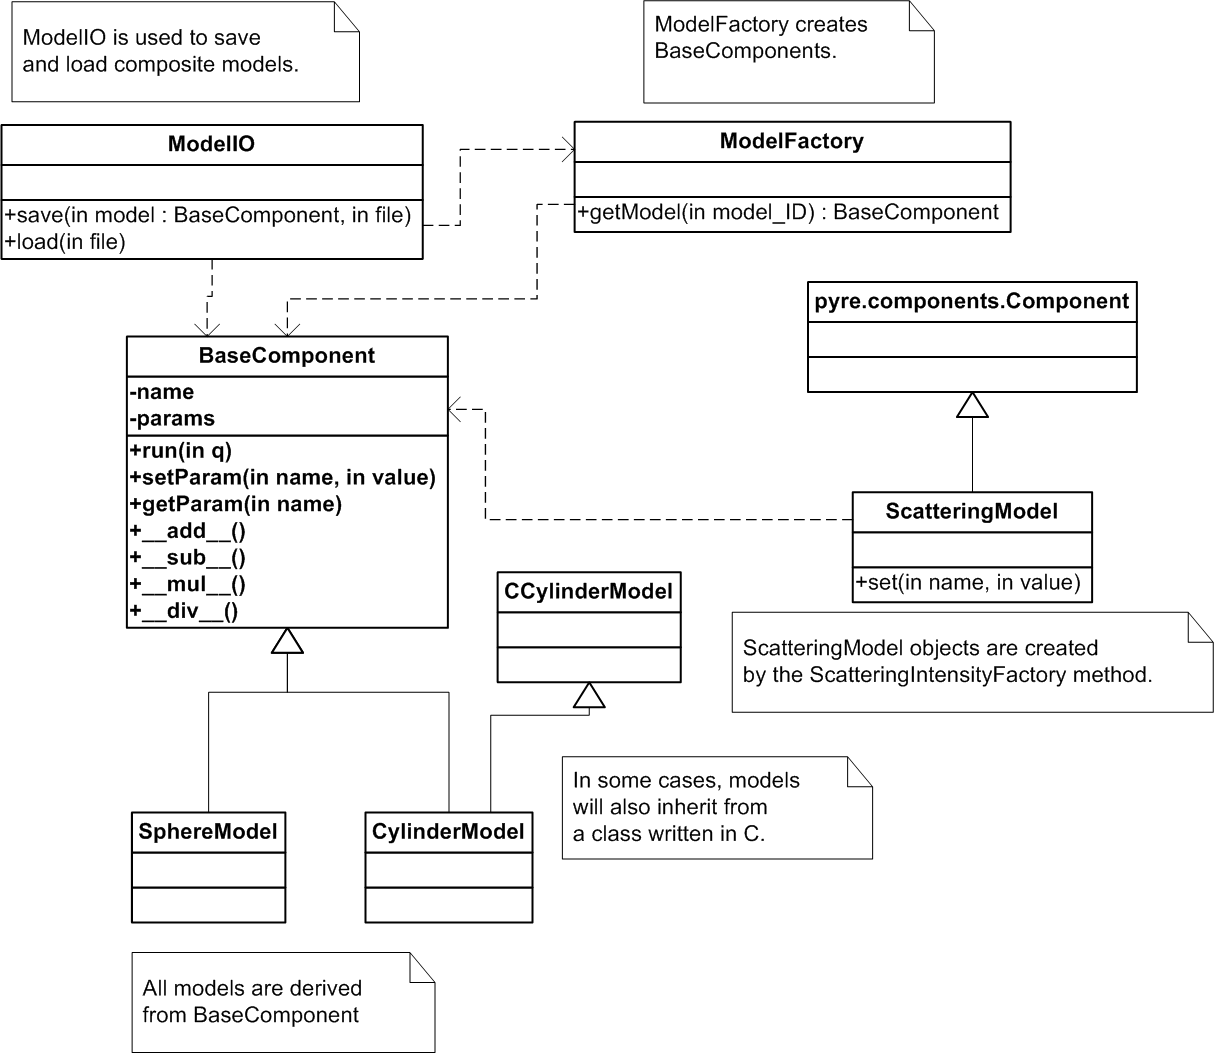 ModelIO is used to save
and load composite models.
ModelFactory creates
BaseComponents.
ModelIO
+save(in model : BaseComponent, in file)
+load(in file)
ModelFactory
+getModel(in model_ID) : BaseComponent
pyre.components.Component
BaseComponent
-name
-params
+run(in q)
+setParam(in name, in value)
+getParam(in name)
+__add__()
+__sub__()
+__mul__()
+__div__()
ScatteringModel
+set(in name, in value)
CCylinderModel
ScatteringModel objects are created
by the ScatteringIntensityFactory method.
In some cases, models
will also inherit from
a class written in C.
SphereModel
CylinderModel
All models are derived
from BaseComponent